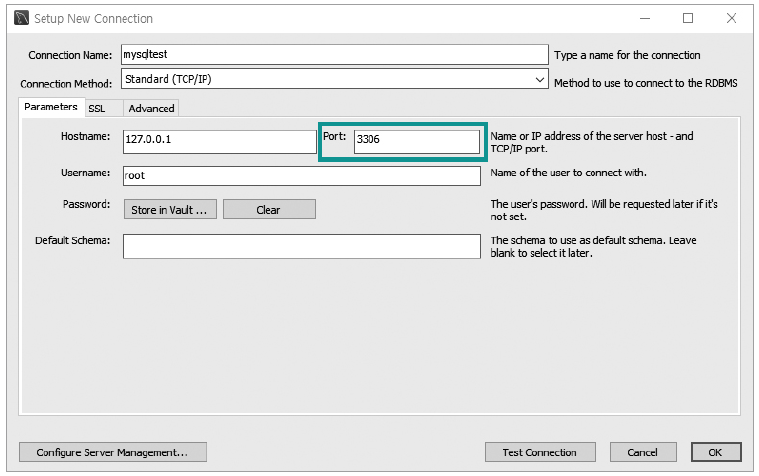 Setup New Connection
Connection Name: mysqltest Type a name for the connection
Connection Method: Standard (TCP/IP) Method to use to connect to the RDBMS
Parameters SSL Advanced
Hostname: 127.0.0.1 Port: 3306 Name or IP address of the server host - and
TCP/IP port.
Username: root Name of the user to connect with.
Password: Store in Vault ... Clear The user's password. Will be requested later if it's
not set.
Default Schema: The schema to use as default schema. Leave
blank to select it later.
Configure Server Management... Test Connection Cancel OK